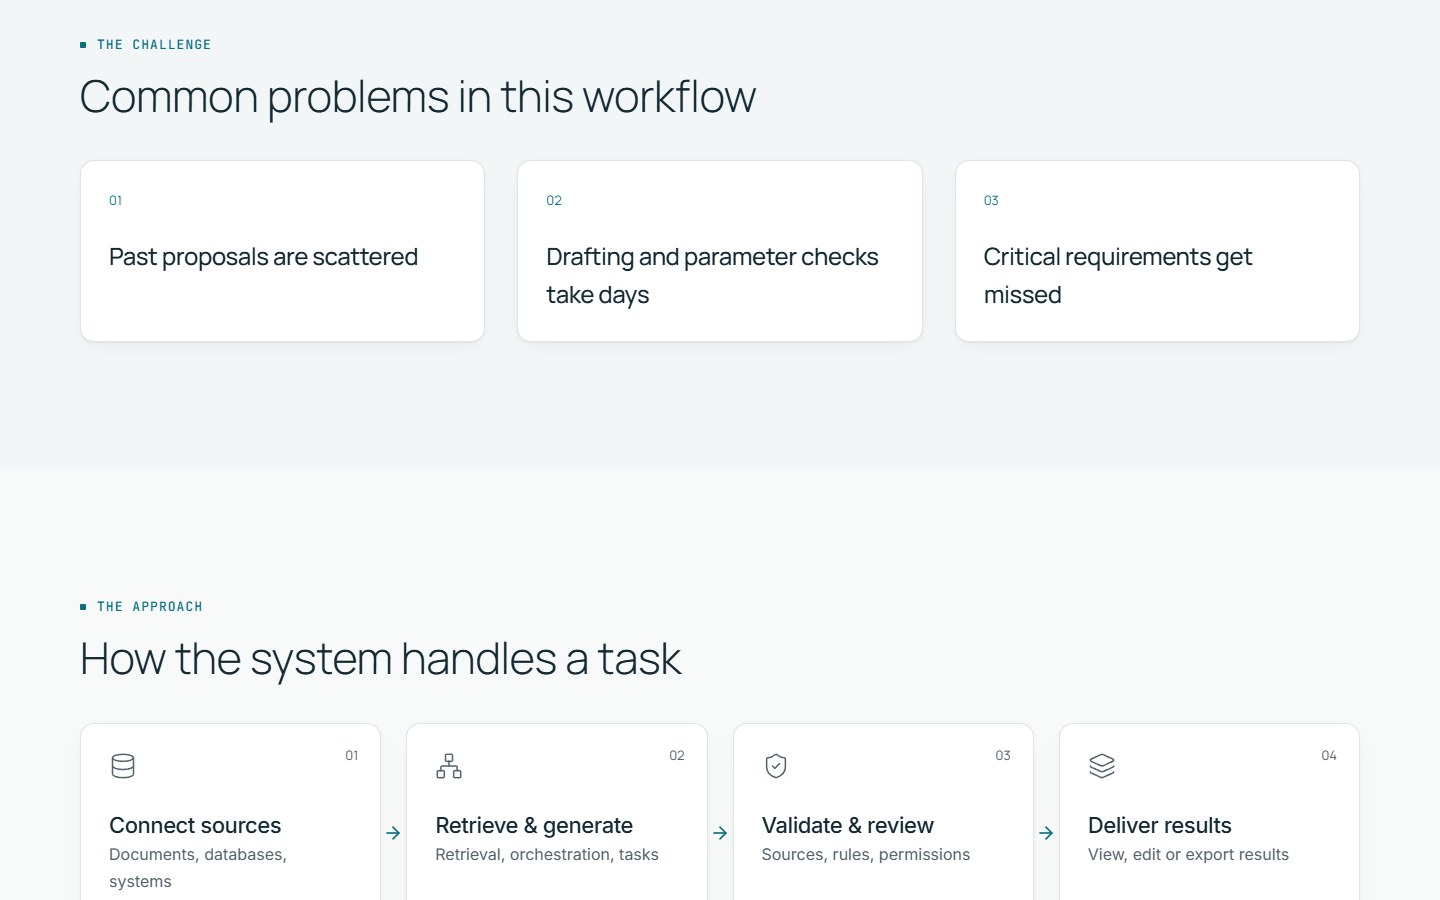 THE CHALLENGE
Common problems in this workflow
01
Past proposals are scattered
02
Drafting and parameter checks
take days
03
Critical requirements get
missed
THE APPROACH
How the system handles a task
01
Connect sources
Documents, databases,
systems
02
Retrieve & generate
Retrieval, orchestration, tasks
03
Validate & review
Sources, rules, permissions
04
Deliver results
View, edit or export results